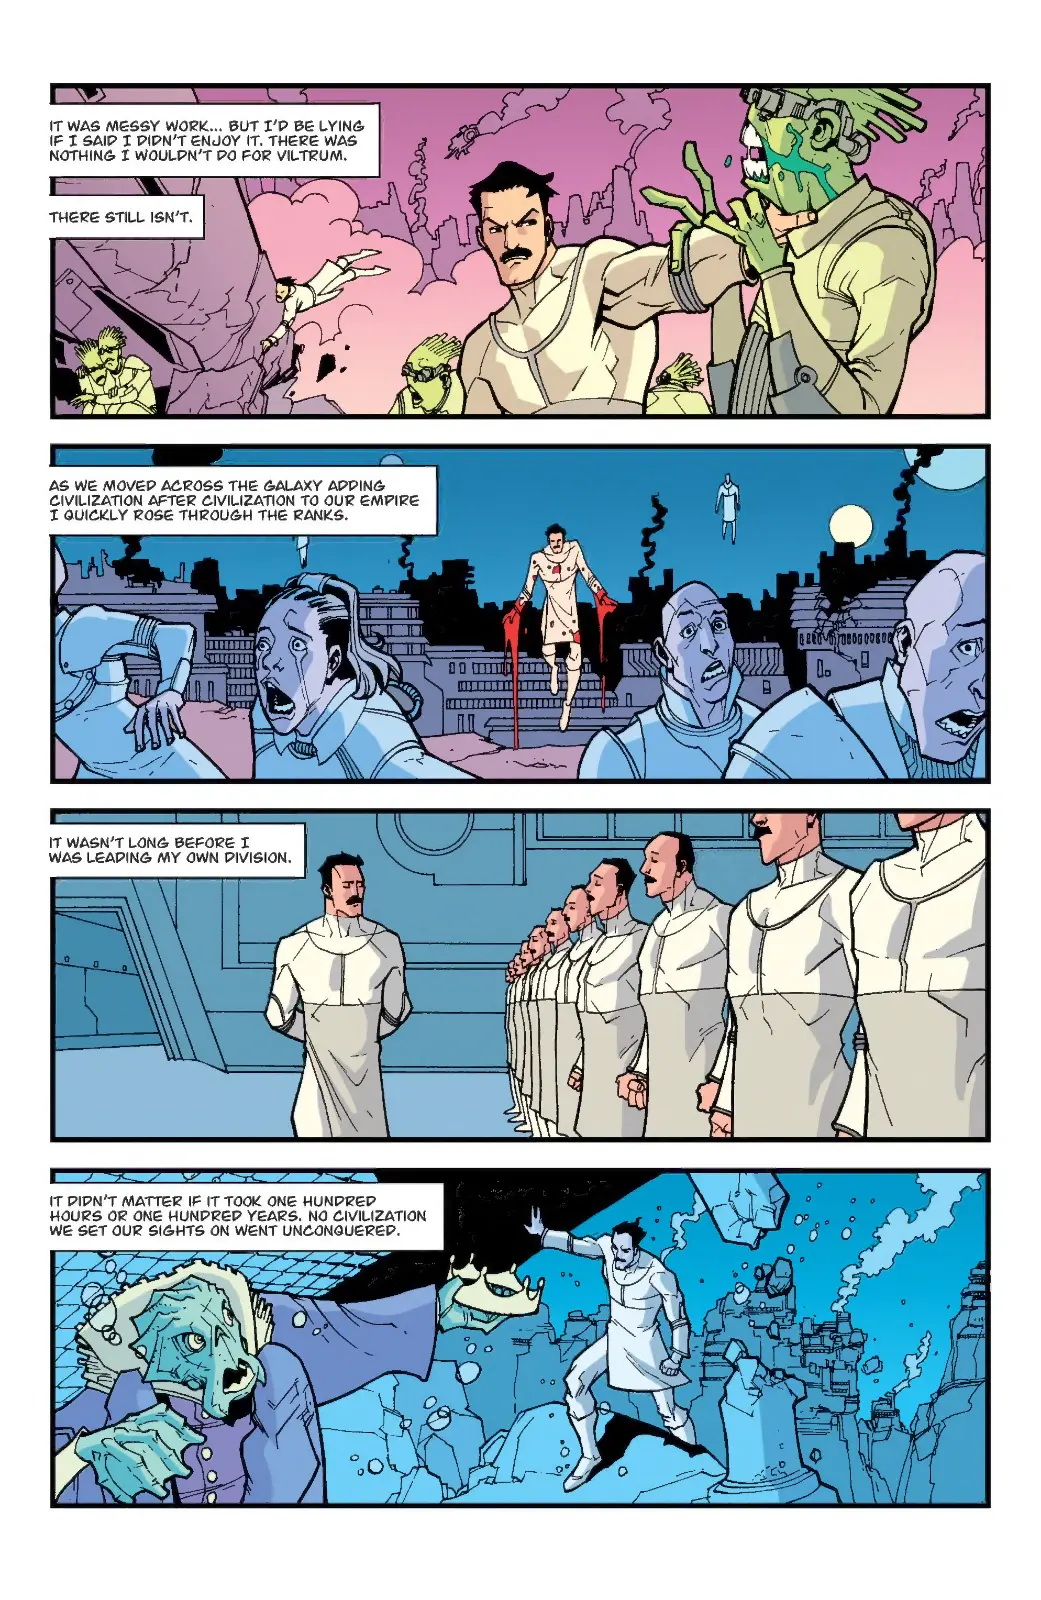 IT WAS MESSY WORK... BUT I'D BE LYING
IF I SAID I DIDN'T ENJOY IT. THERE WAS
NOTHING I WOULDN'T DO FOR VILTRUM.
THERE STILL ISN'T.
AS WE MOVED ACROSS THE GALAXY ADDING
CIVILIZATION AFTER CIVILIZATION TO OUR EMPIRE
I QUICKLY ROSE THROUGH THE RANKS.
IT WASN'T LONG BEFORE I
WAS LEADING MY OWN DIVISION.
IT DIDN'T MATTER IF IT TOOK ONE HUNDRED
HOURS OR ONE HUNDRED YEARS. NO CIVILIZATION
WE SET OUR SIGHTS ON WENT UNCONQUERED.